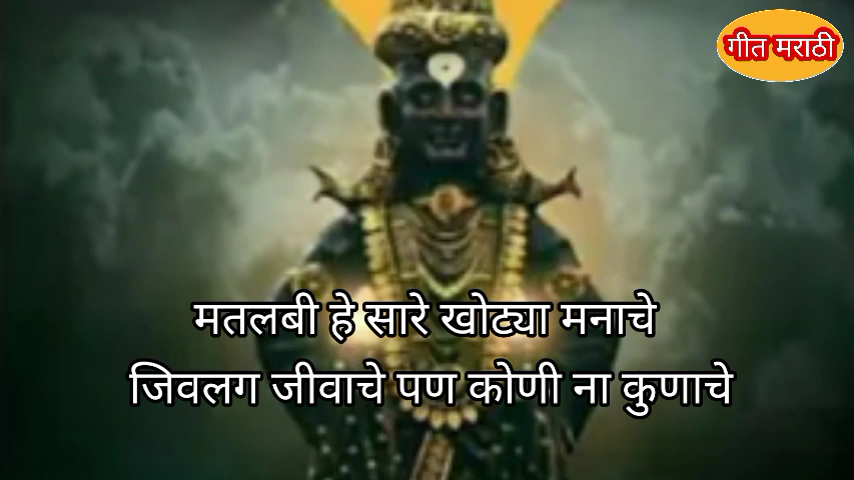 गीत मराठी
मतलबी हे सारे खोट्या मनाचे
जिवलग जीवाचे पण कोणी ना कुणाचे